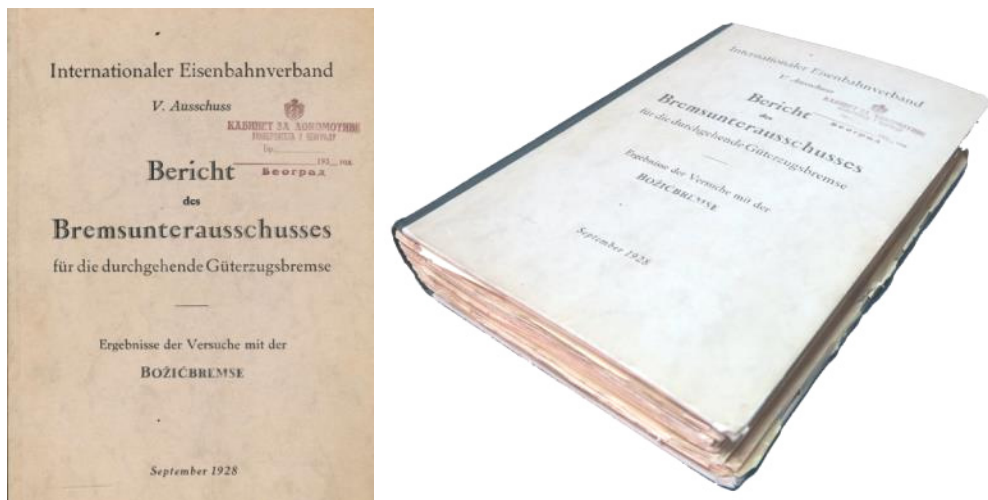 Internationaler Eisenbahnverband
V. Ausschuss
КАБИНЕТ ЗА ЛОКОМОТИВЕ
Бр.
193 год.
Београд
Bericht
des
Bremsunterausschusses
für die durchgehende Güterzugsbremse
Ergebnisse der Versuche mit der
BOŽIĆBREMSE
September 1928
Internationaler Eisenbahnverband
V. Ausschuss
Београд
Bericht
des
Bremsunterausschusses
für die durchgehende Güterzugsbremse
Ergebnisse der Versuche mit der
BOŽIĆBREMSE
September 1928